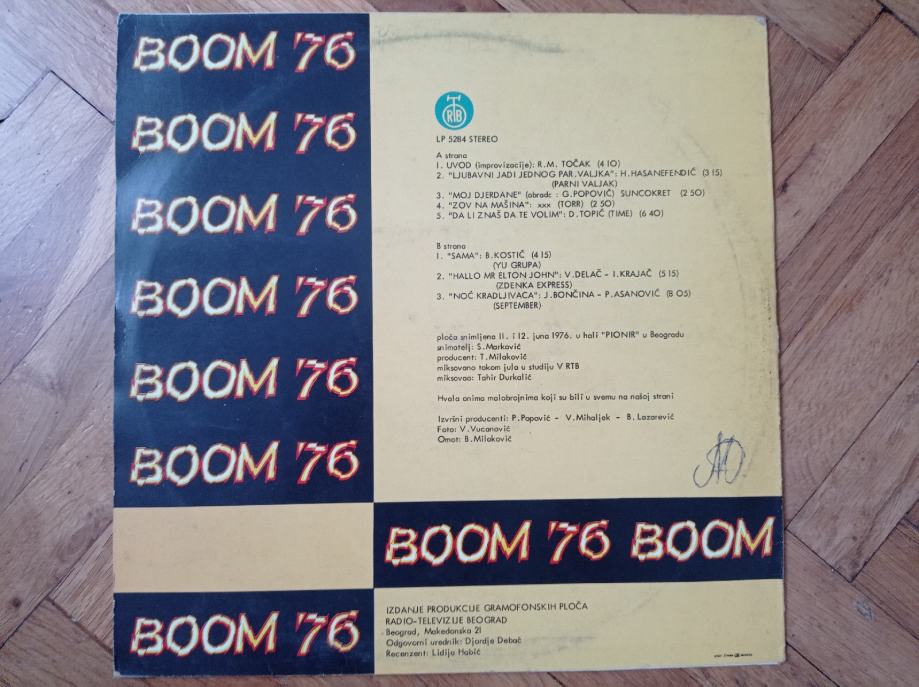 BOOM '76
BOOM '76
BOOM '76
BOOM '76
BOOM '76
BOOM '76
RTB
LP 5284 STEREO
A strana
1. UVOD (improvizacije): R.M. TOČAK (4 10)
2. "LJUBAVNI JADI JEDNOG PAR. VALJKA": H. HASANEFENDIĆ (3 15)
(PARNI VALJAK)
3. "MOJ DJERDANE" (obrada : G. POPOVIĆ) SUNCOKRET (2 50)
4. "ZOV NA MAŠINA": xxx (TORR) (2 50)
5. "DA LI ZNAŠ DA TE VOLIM": D. TOPIĆ (TIME) (6 40)
B strana
1. "SAMA": B. KOSTIĆ (4 15)
(YU GRUPA)
2. "HALLO MR ELTON JOHN": V. DELAČ – I. KRAJAČ (5 15)
(ZDENKA EXPRESS)
3. "NOĆ KRADLJIVACA": J. BONČINA – P. ASANOVIĆ (8 05)
(SEPTEMBER)
ploča snimljena 11. i 12. juna 1976. u hali "PIONIR" u Beogradu
snimatelj: S. Marković
producent: T. Milaković
miksovano tokom jula u studiju V RTB
miksovao: Tahir Durkalić
Hvala onima malobrojnima koji su bili u svemu na našoj strani
Izvršni producenti: P. Popović – V. Mihaljek – B. Lazarević
Foto: V. Vucanović
Omot: B. Milaković
BOOM '76 BOOM
BOOM '76
IZDANJE PRODUKCIJE GRAMOFONSKIH PLOČA
RADIO-TELEVIZIJE BEOGRAD
Beograd, Makedonska 21
Odgovorni urednik: Djordje Debač
Recenzent: Lidija Habić